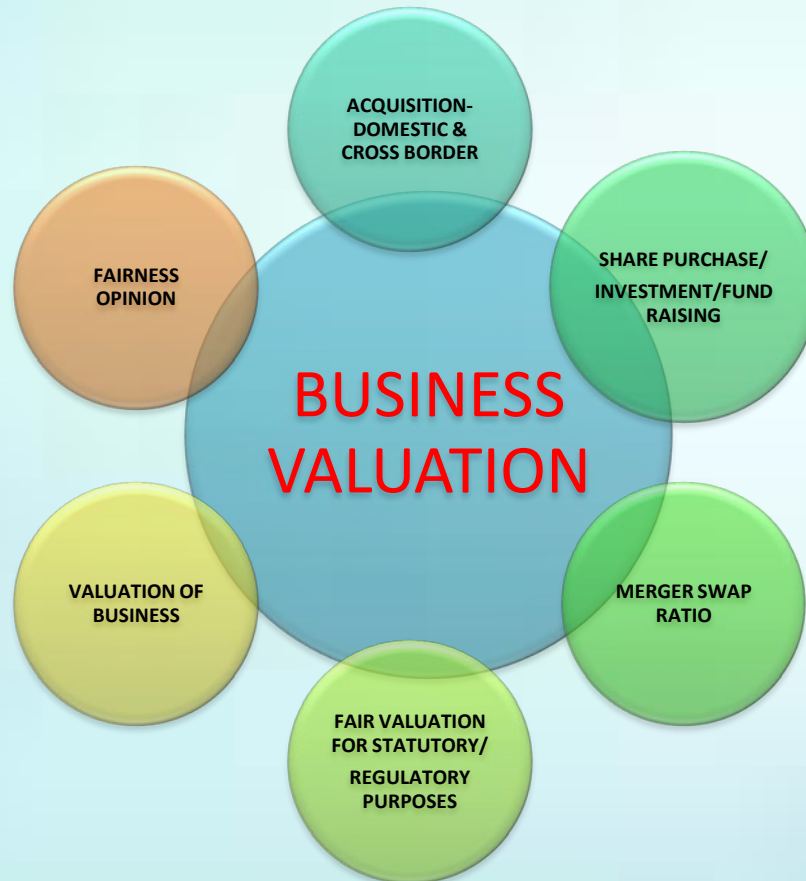 ACQUISITION-
DOMESTIC &
CROSS BORDER
FAIRNESS
OPINION
SHARE PURCHASE/
INVESTMENT/FUND
RAISING
BUSINESS
VALUATION
VALUATION OF
BUSINESS
MERGER SWAP
RATIO
FAIR VALUATION
FOR STATUTORY/
REGULATORY
PURPOSES